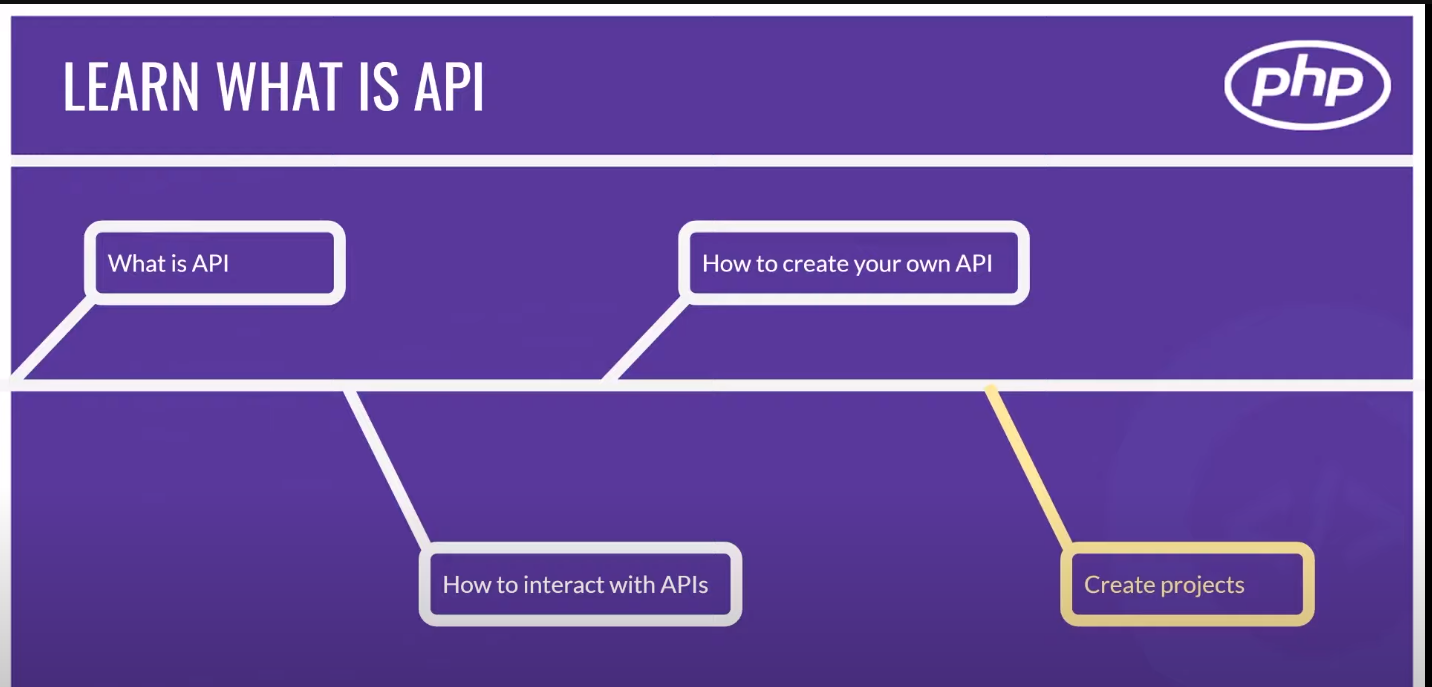 LEARN WHAT IS API
php
What is API
How to create your own API
How to interact with APIs
Create projects